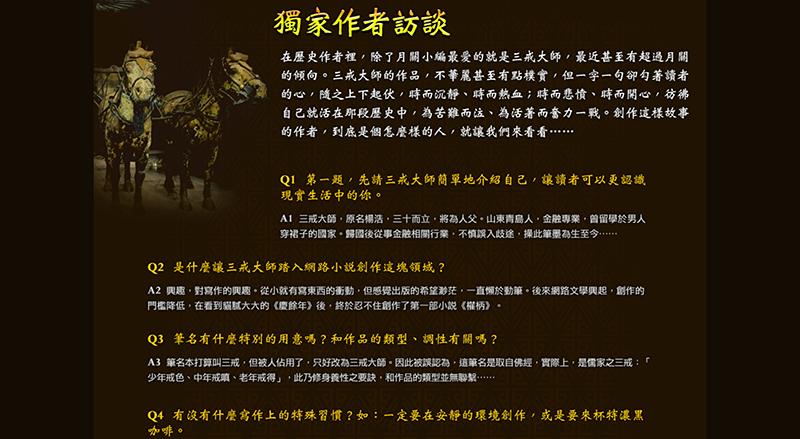 獨家作者訪談
在歷史作者裡，除了月關小編最愛的就是三戒大師，最近甚至有超過月關
的傾向。三戒大師的作品，不華麗甚至有點樸實，但一字一句卻勾著讀者
的心，隨之上下起伏，時而沉靜、時而熱血；時而悲憤、時而開心，彷彿
自己就活在那段歷史中，為苦難而泣、為活著而奮力一戰。創作這樣故事
的作者，到底是個怎麼樣的人，就讓我們來看看……
Q1 第一題，先請三戒大師簡單地介紹自己，讓讀者可以更認識
現實生活中的你。
A1 三戒大師，原名楊浩，三十而立，將為人父。山東青島人，金融專業，曾留學於男人
穿裙子的國家。歸國後從事金融相關行業，不慎誤入歧途，操此筆墨為生至今……
Q2 是什麼讓三戒大師踏入網路小說創作這塊領域？
A2 興趣，對寫作的興趣。從小就有寫東西的衝動，但感覺出版的希望渺茫，一直懶於動筆。後來網路文學興起，創作的
門檻降低，在看到貓膩大大的《慶餘年》後，終於忍不住創作了第一部小說《權柄》。
Q3 筆名有什麼特別的用意嗎？和作品的類型、調性有關嗎？
A3 筆名本打算叫三戒，但被人佔用了，只好改為三戒大師。因此被誤認為，這筆名是取自佛經，實際上，是儒家之三戒：「
少年戒色、中年戒嗔、老年戒得」，此乃修身養性之要訣，和作品的類型並無聯繫……
Q4 有沒有什麼寫作上的特殊習慣？如：一定要在安靜的環境創作，或是要來杯特濃黑
咖啡。